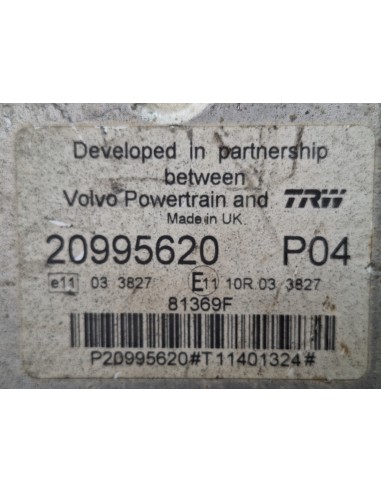 Developed in partnership
between
Volvo Powertrain and TRW
Made in UK
20995620 P04
e11 03 3827 E11 10R.03 3827
81369F
P20995620#T11401324#